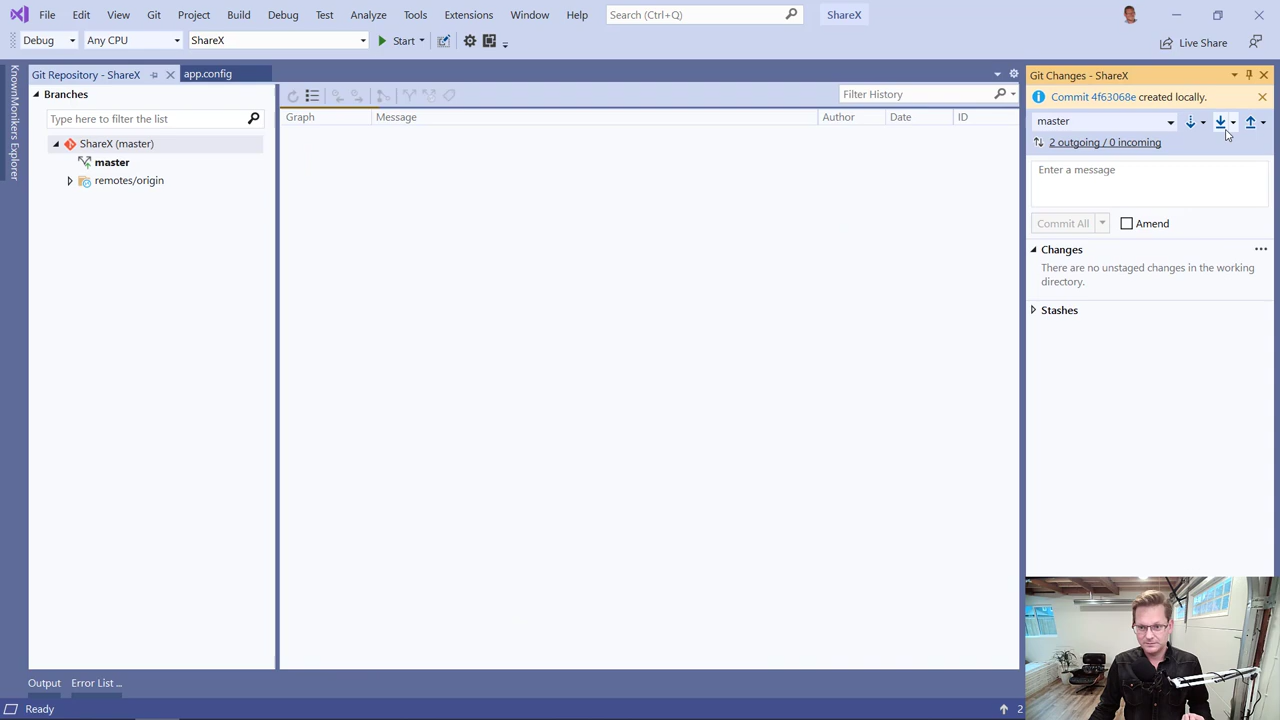 File Edit View Git Project Build Debug Test Analyze Tools Extensions Window Help Search (Ctrl+Q) ShareX
Debug Any CPU ShareX Start Live Share
KnownMonikers Explorer
Git Repository - ShareX app.config
Branches
Type here to filter the list
ShareX (master)
master
remotes/origin
Filter History
Graph Message Author Date ID
Git Changes - ShareX
Commit 4f63068e created locally.
master
2 outgoing / 0 incoming
Enter a message
Commit All Amend
Changes
There are no unstaged changes in the working
directory.
Stashes
Output Error List ...
Ready 2